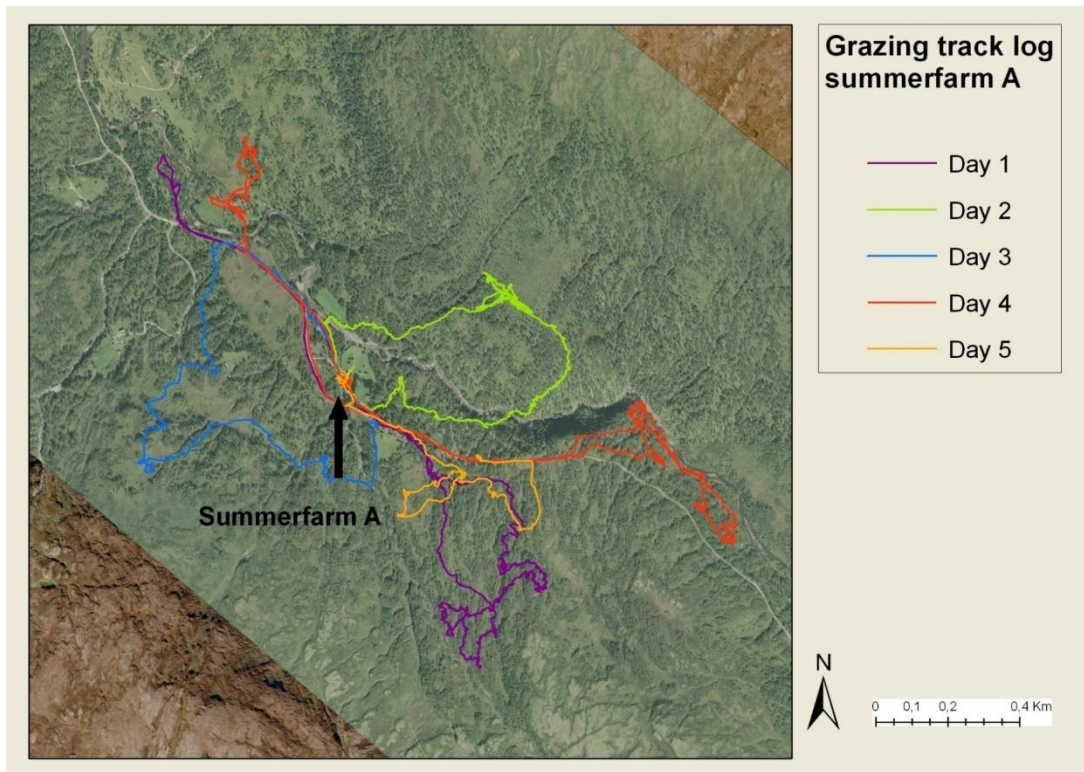 Grazing track log
summerfarm A
Day 1
Day 2
Day 3
Day 4
Day 5
Summerfarm A
N
0 0,1 0,2 0,4 Km